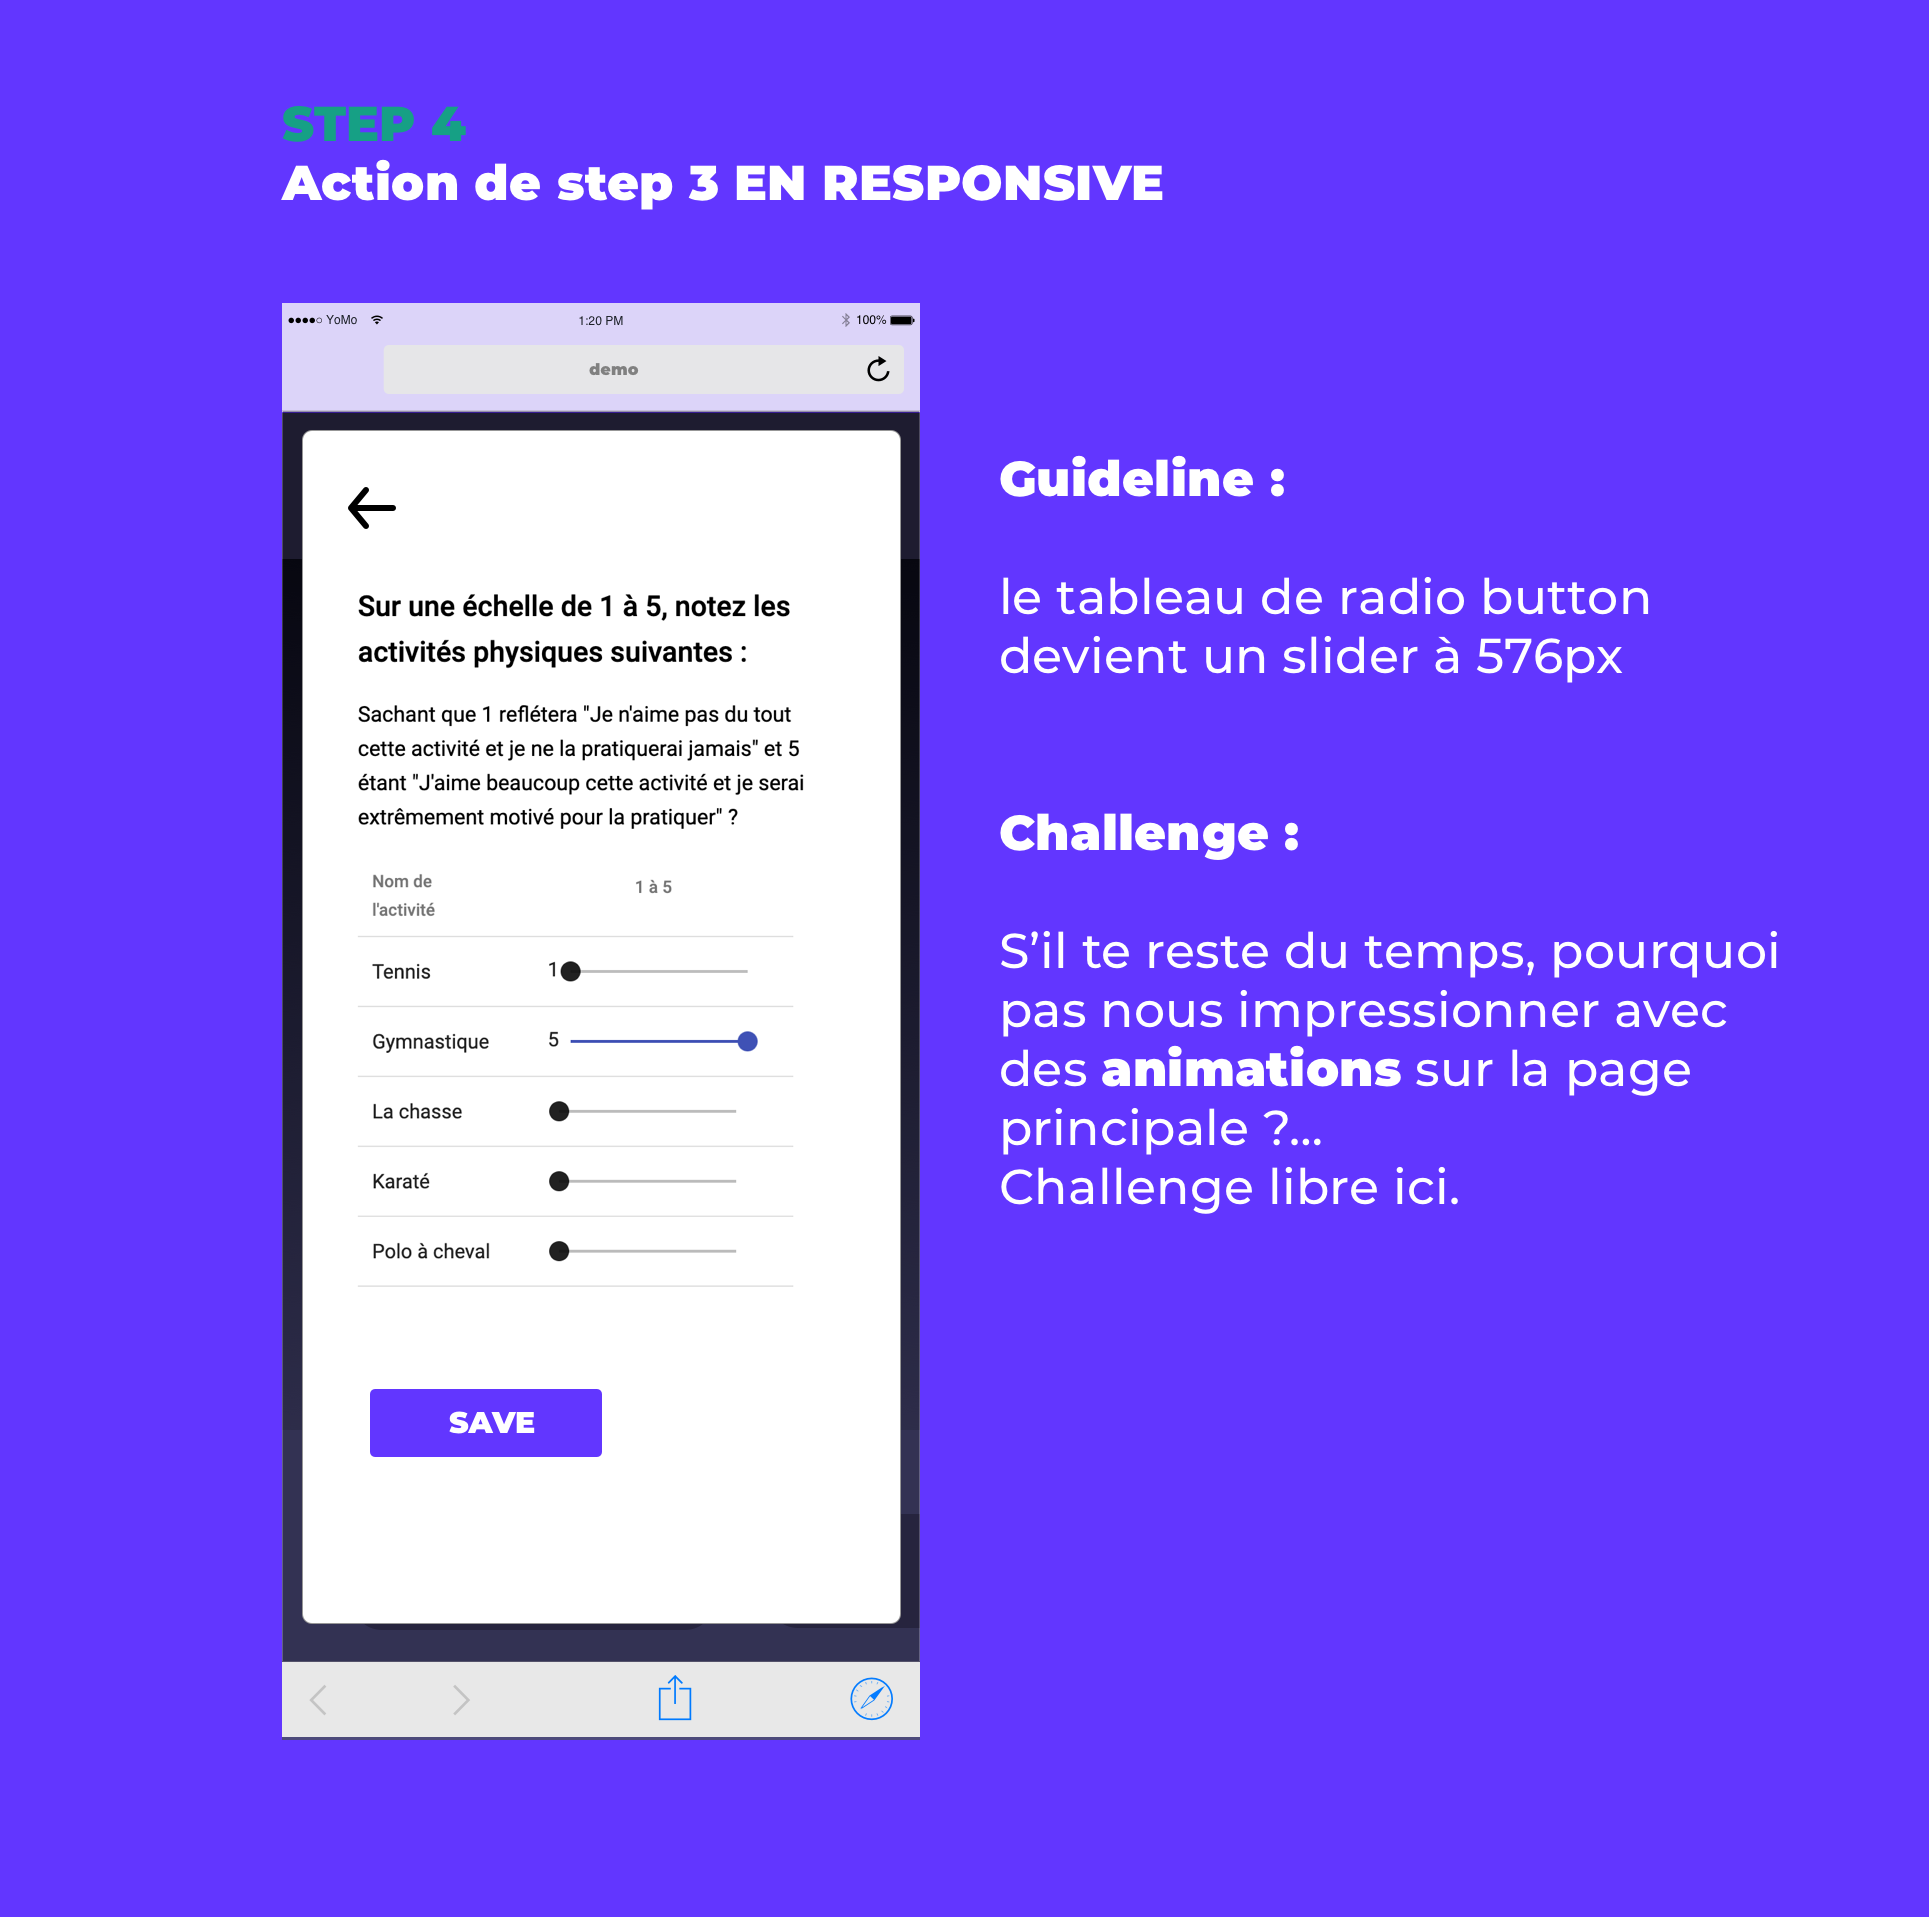 STEP 4
Action de step 3 EN RESPONSIVE
YoMo
1:20 PM
100%
demo
Sur une échelle de 1 à 5, notez les
activités physiques suivantes :
Sachant que 1 reflétera "Je n'aime pas du tout
cette activité et je ne la pratiquerai jamais" et 5
étant "J'aime beaucoup cette activité et je serai
extrêmement motivé pour la pratiquer" ?
Nom de
l'activité
1 à 5
Tennis 1
Gymnastique 5
La chasse
Karaté
Polo à cheval
SAVE
Guideline :
le tableau de radio button
devient un slider à 576px
Challenge :
S’il te reste du temps, pourquoi
pas nous impressionner avec
des animations sur la page
principale ?...
Challenge libre ici.